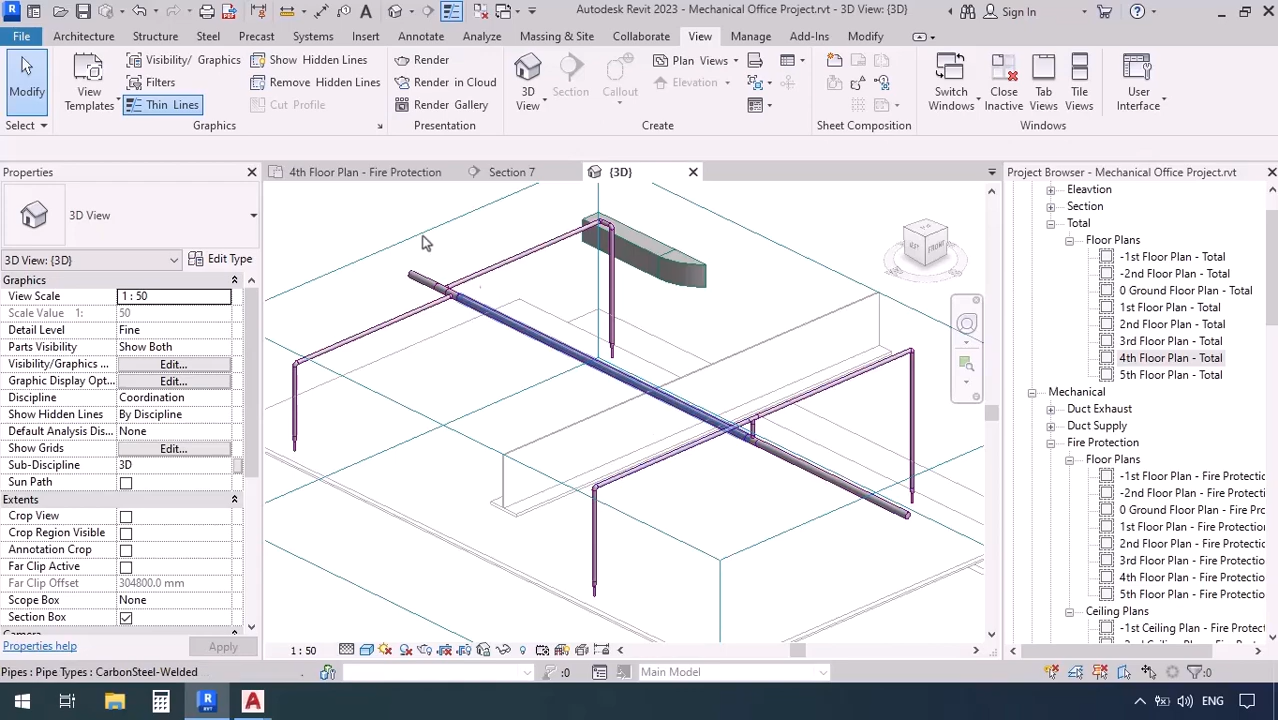 Autodesk Revit 2023 - Mechanical Office Project.rvt - 3D View: {3D}
Sign In
File Architecture Structure Steel Precast Systems Insert Annotate Analyze Massing & Site Collaborate View Manage Add-Ins Modify
Modify
View
Templates
Visibility/ Graphics
Filters
Thin Lines
Show Hidden Lines
Remove Hidden Lines
Cut Profile
Render
Render in Cloud
Render Gallery
3D
View
Section
Callout
Plan Views
Elevation
Switch
Windows
Close
Inactive
Tab
Views
Tile
Views
User
Interface
Select
Graphics
Presentation
Create
Sheet Composition
Windows
Properties
4th Floor Plan - Fire Protection
Section 7
{3D}
Project Browser - Mechanical Office Project.rvt
3D View
3D View: {3D}
Edit Type
Graphics
View Scale 1 : 50
Scale Value 1: 50
Detail Level Fine
Parts Visibility Show Both
Visibility/Graphics ... Edit...
Graphic Display Opt... Edit...
Discipline Coordination
Show Hidden Lines By Discipline
Default Analysis Dis... None
Show Grids Edit...
Sub-Discipline 3D
Sun Path
Extents
Crop View
Crop Region Visible
Annotation Crop
Far Clip Active
Far Clip Offset 304800.0 mm
Scope Box None
Section Box
Camera
Properties help
Apply
FRONT
Elavtion
Section
Total
Floor Plans
-1st Floor Plan - Total
-2nd Floor Plan - Total
0 Ground Floor Plan - Total
1st Floor Plan - Total
2nd Floor Plan - Total
3rd Floor Plan - Total
4th Floor Plan - Total
5th Floor Plan - Total
Mechanical
Duct Exhaust
Duct Supply
Fire Protection
Floor Plans
-1st Floor Plan - Fire Protectio
-2nd Floor Plan - Fire Protectio
0 Ground Floor Plan - Fire Pro
1st Floor Plan - Fire Protection
2nd Floor Plan - Fire Protectio
3rd Floor Plan - Fire Protectio
4th Floor Plan - Fire Protectio
5th Floor Plan - Fire Protectio
Ceiling Plans
-1st Ceiling Plan - Fire Protec
1 : 50
Pipes : Pipe Types : CarbonSteel-Welded
:0
Main Model
:0
ENG